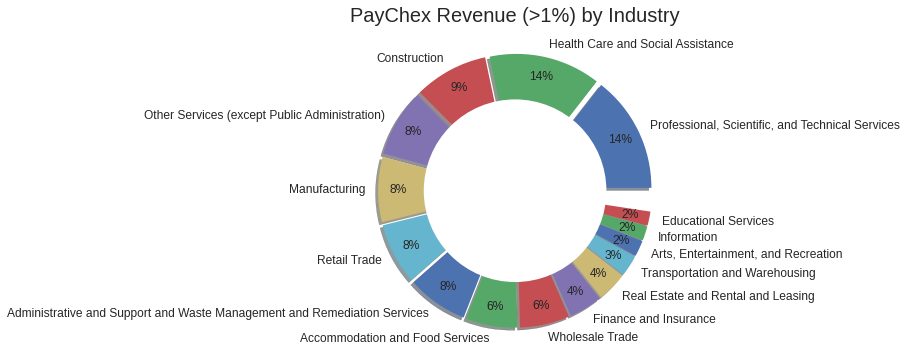 PayChex Revenue (>1%) by Industry
Health Care and Social Assistance
Construction
14%
9%
Other Services (except Public Administration)
8%
Professional, Scientific, and Technical Services
14%
Manufacturing
8%
2%
Educational Services
2%
Information
2%
Retail Trade
8%
Arts, Entertainment, and Recreation
3%
Transportation and Warehousing
4%
8%
Real Estate and Rental and Leasing
4%
6%
6%
Administrative and Support and Waste Management and Remediation Services
Finance and Insurance
Accommodation and Food Services
Wholesale Trade